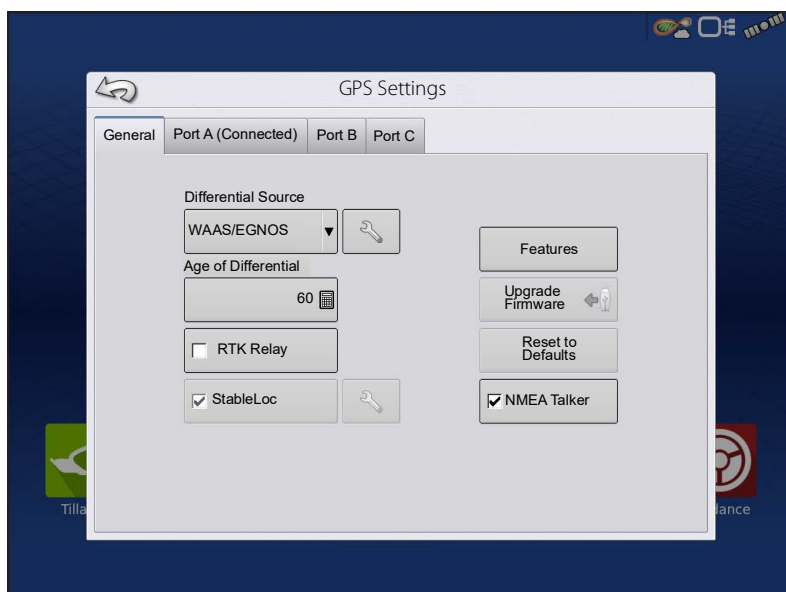 GPS Settings
General
Port A (Connected)
Port B
Port C
Differential Source
WAAS/EGNOS
Age of Differential
60
RTK Relay
StableLoc
Features
Upgrade
Firmware
Reset to
Defaults
NMEA Talker
Tilla
dance